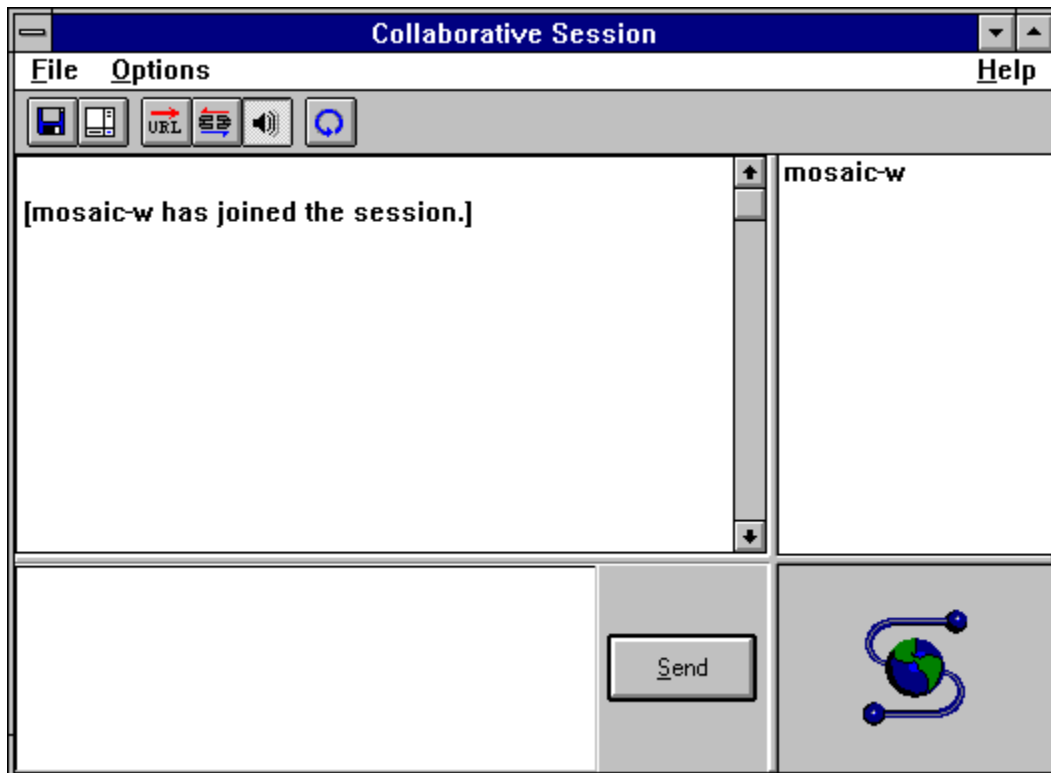 Collaborative Session
File Options Help
URL
[mosaic-w has joined the session.]
mosaic-w
Send